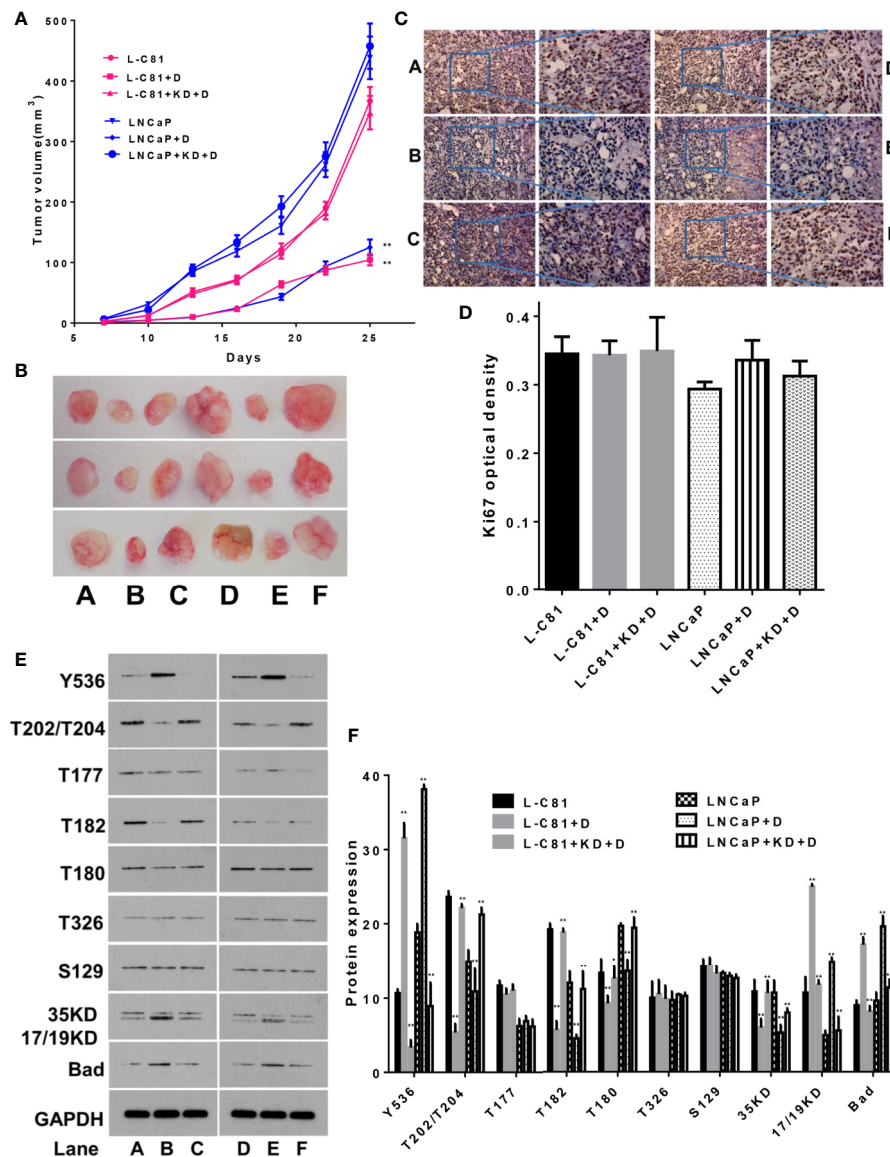 A
500
400
300
200
100
0
Tumor volume(mm3)
5
10
15
20
25
Days
L-C81
L-C81+D
L-C81+KD+D
LNCaP
LNCaP+D
LNCaP+KD+D
**
**
B
A B C D E F
C
A
B
C
D
D
0.4
0.3
0.2
0.1
0.0
Ki67 optical density
L-C81
L-C81+D
L-C81+KD+D
LNCaP
LNCaP+D
LNCaP+KD+D
E
Y536
T202/T204
T177
T182
T180
T326
S129
35KD
17/19KD
Bad
GAPDH
Lane A B C D E F
F
40
30
20
10
0
Protein expression
L-C81
L-C81+D
L-C81+KD+D
LNCaP
LNCaP+D
LNCaP+KD+D
Y536
T202/T204
T177
T182
T180
T326
S129
35KD
17/19KD
Bad